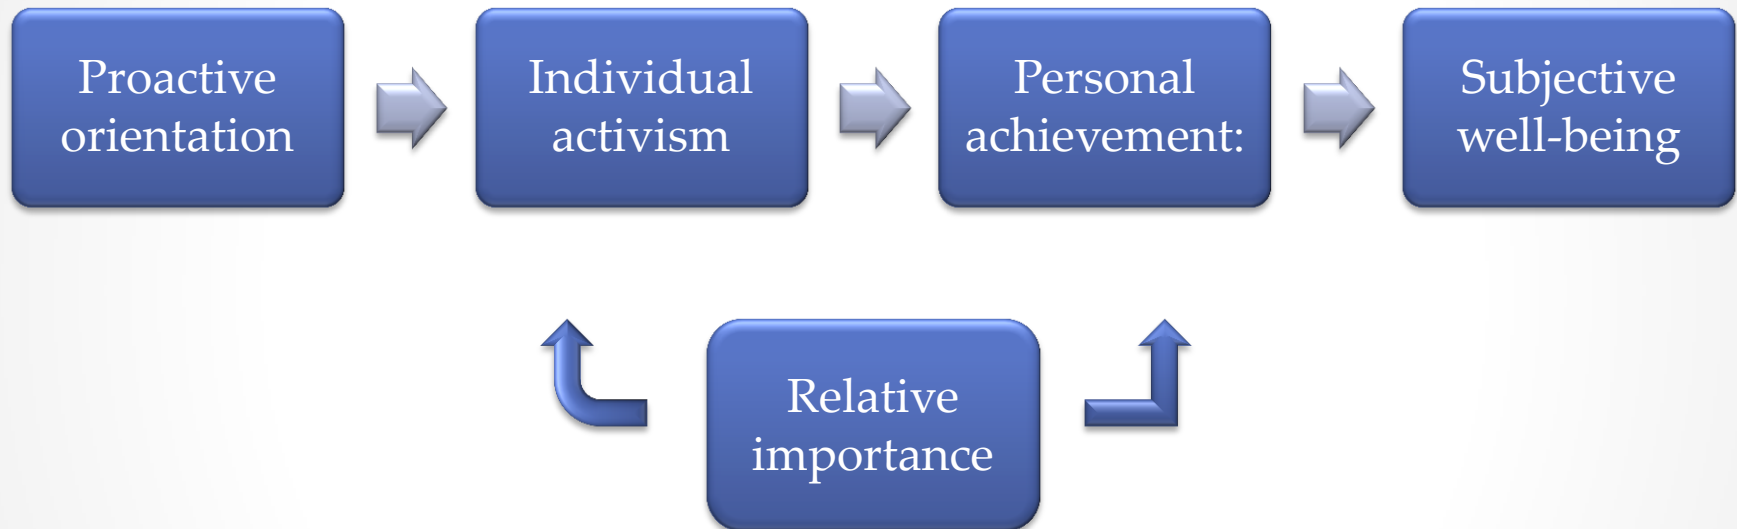 Proactive
orientation
Individual
activism
Personal
achievement:
Subjective
well-being
Relative
importance